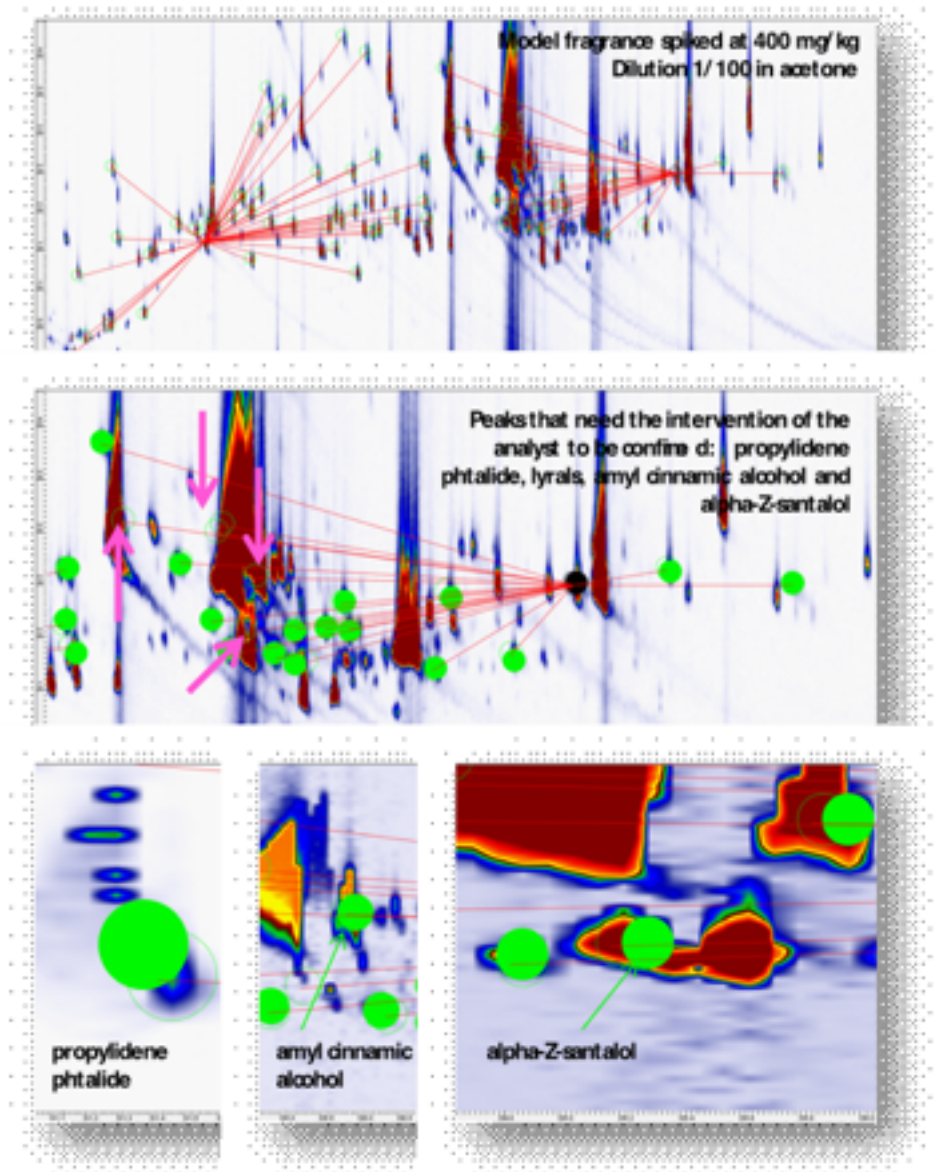 Model fragrance spiked at 400 mg/kg
Dilution 1/100 in acetone
Peaks that need the intervention of the
analyst to be confirme d: propylidene
phtalide, lyrals, amyl cinnamic alcohol and
alpha-Z-santalol
propylidene
phtalide
amyl cinnamic
alcohol
alpha-Z-santalol